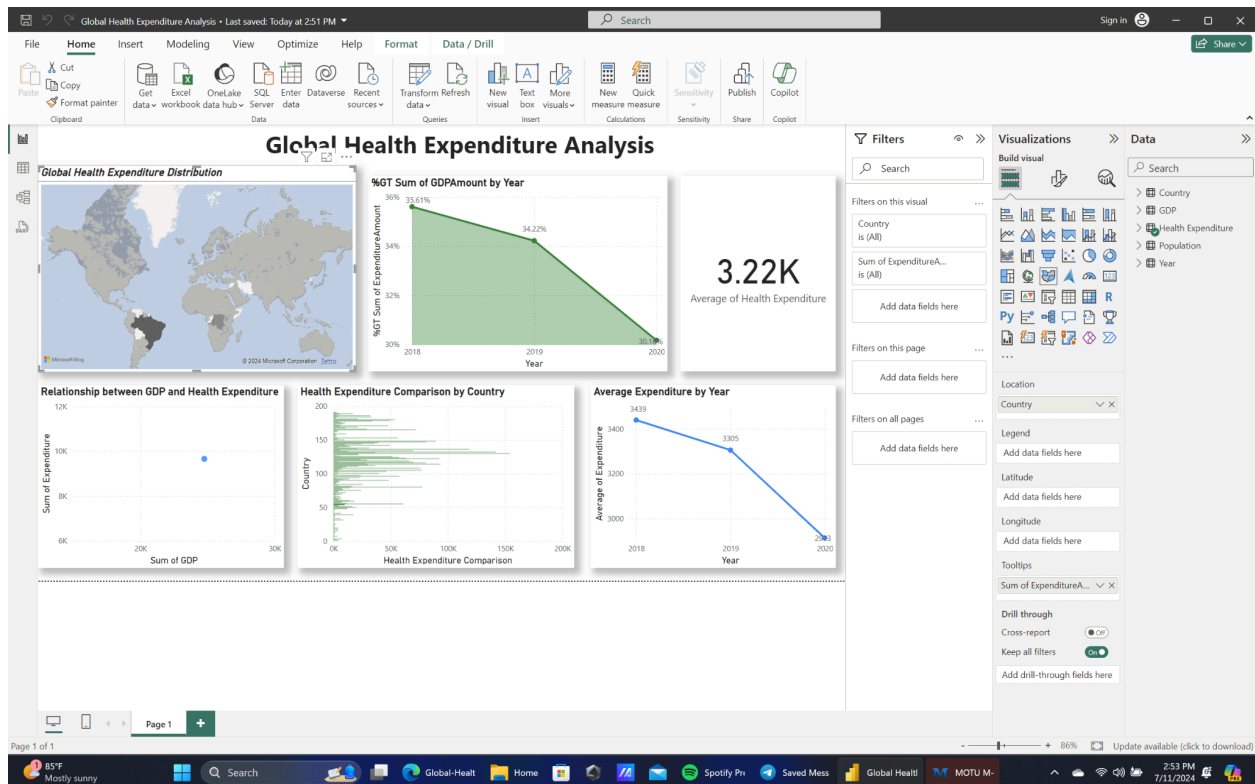 Global Health Expenditure Analysis • Last saved: Today at 2:51 PM
Search
Sign in
File Home Insert Modeling View Optimize Help Format Data / Drill
Share
Paste
Cut
Copy
Format painter
Get data
Excel workbook
OneLake data hub
SQL Server
Enter data
Dataverse
Recent sources
Transform data
Refresh
New visual
Text box
More visuals
New measure
Quick measure
Sensitivity
Publish
Copilot
Clipboard
Data
Queries
Insert
Calculations
Sensitivity
Share
Copilot
Global Health Expenditure Analysis
Global Health Expenditure Distribution
Microsoft Bing
© 2024 Microsoft Corporation Terms
%GT Sum of GDPAmount by Year
%GT Sum of ExpenditureAmount
36%
34%
32%
30%
35.61%
34.22%
2018 2019 2020
Year
3.22K
Average of Health Expenditure
Relationship between GDP and Health Expenditure
Sum of Expenditure
12K
10K
8K
6K
20K 30K
Sum of GDP
Health Expenditure Comparison by Country
Country
200
150
100
50
0
0K 50K 100K 150K 200K
Health Expenditure Comparison
Average Expenditure by Year
Average of Expenditure
3400
3200
3000
3439
3305
2018 2019 2020
Year
Filters
Search
Filters on this visual
Country
is (All)
Sum of ExpenditureA...
is (All)
Add data fields here
Filters on this page
Add data fields here
Filters on all pages
Add data fields here
Visualizations
Build visual
123
R
Py
Location
Country
Legend
Add data fields here
Latitude
Add data fields here
Longitude
Add data fields here
Tooltips
Sum of ExpenditureA...
Drill through
Cross-report
Off
Keep all filters
On
Add drill-through fields here
Data
Search
Country
GDP
Health Expenditure
Population
Year
Page 1
Page 1 of 1
86%
Update available (click to download)
1
85°F
Mostly sunny
Search
Global-Healt
Home
Spotify Pr
Saved Mess
Global Healt
MOTU M-
2:53 PM
7/11/2024